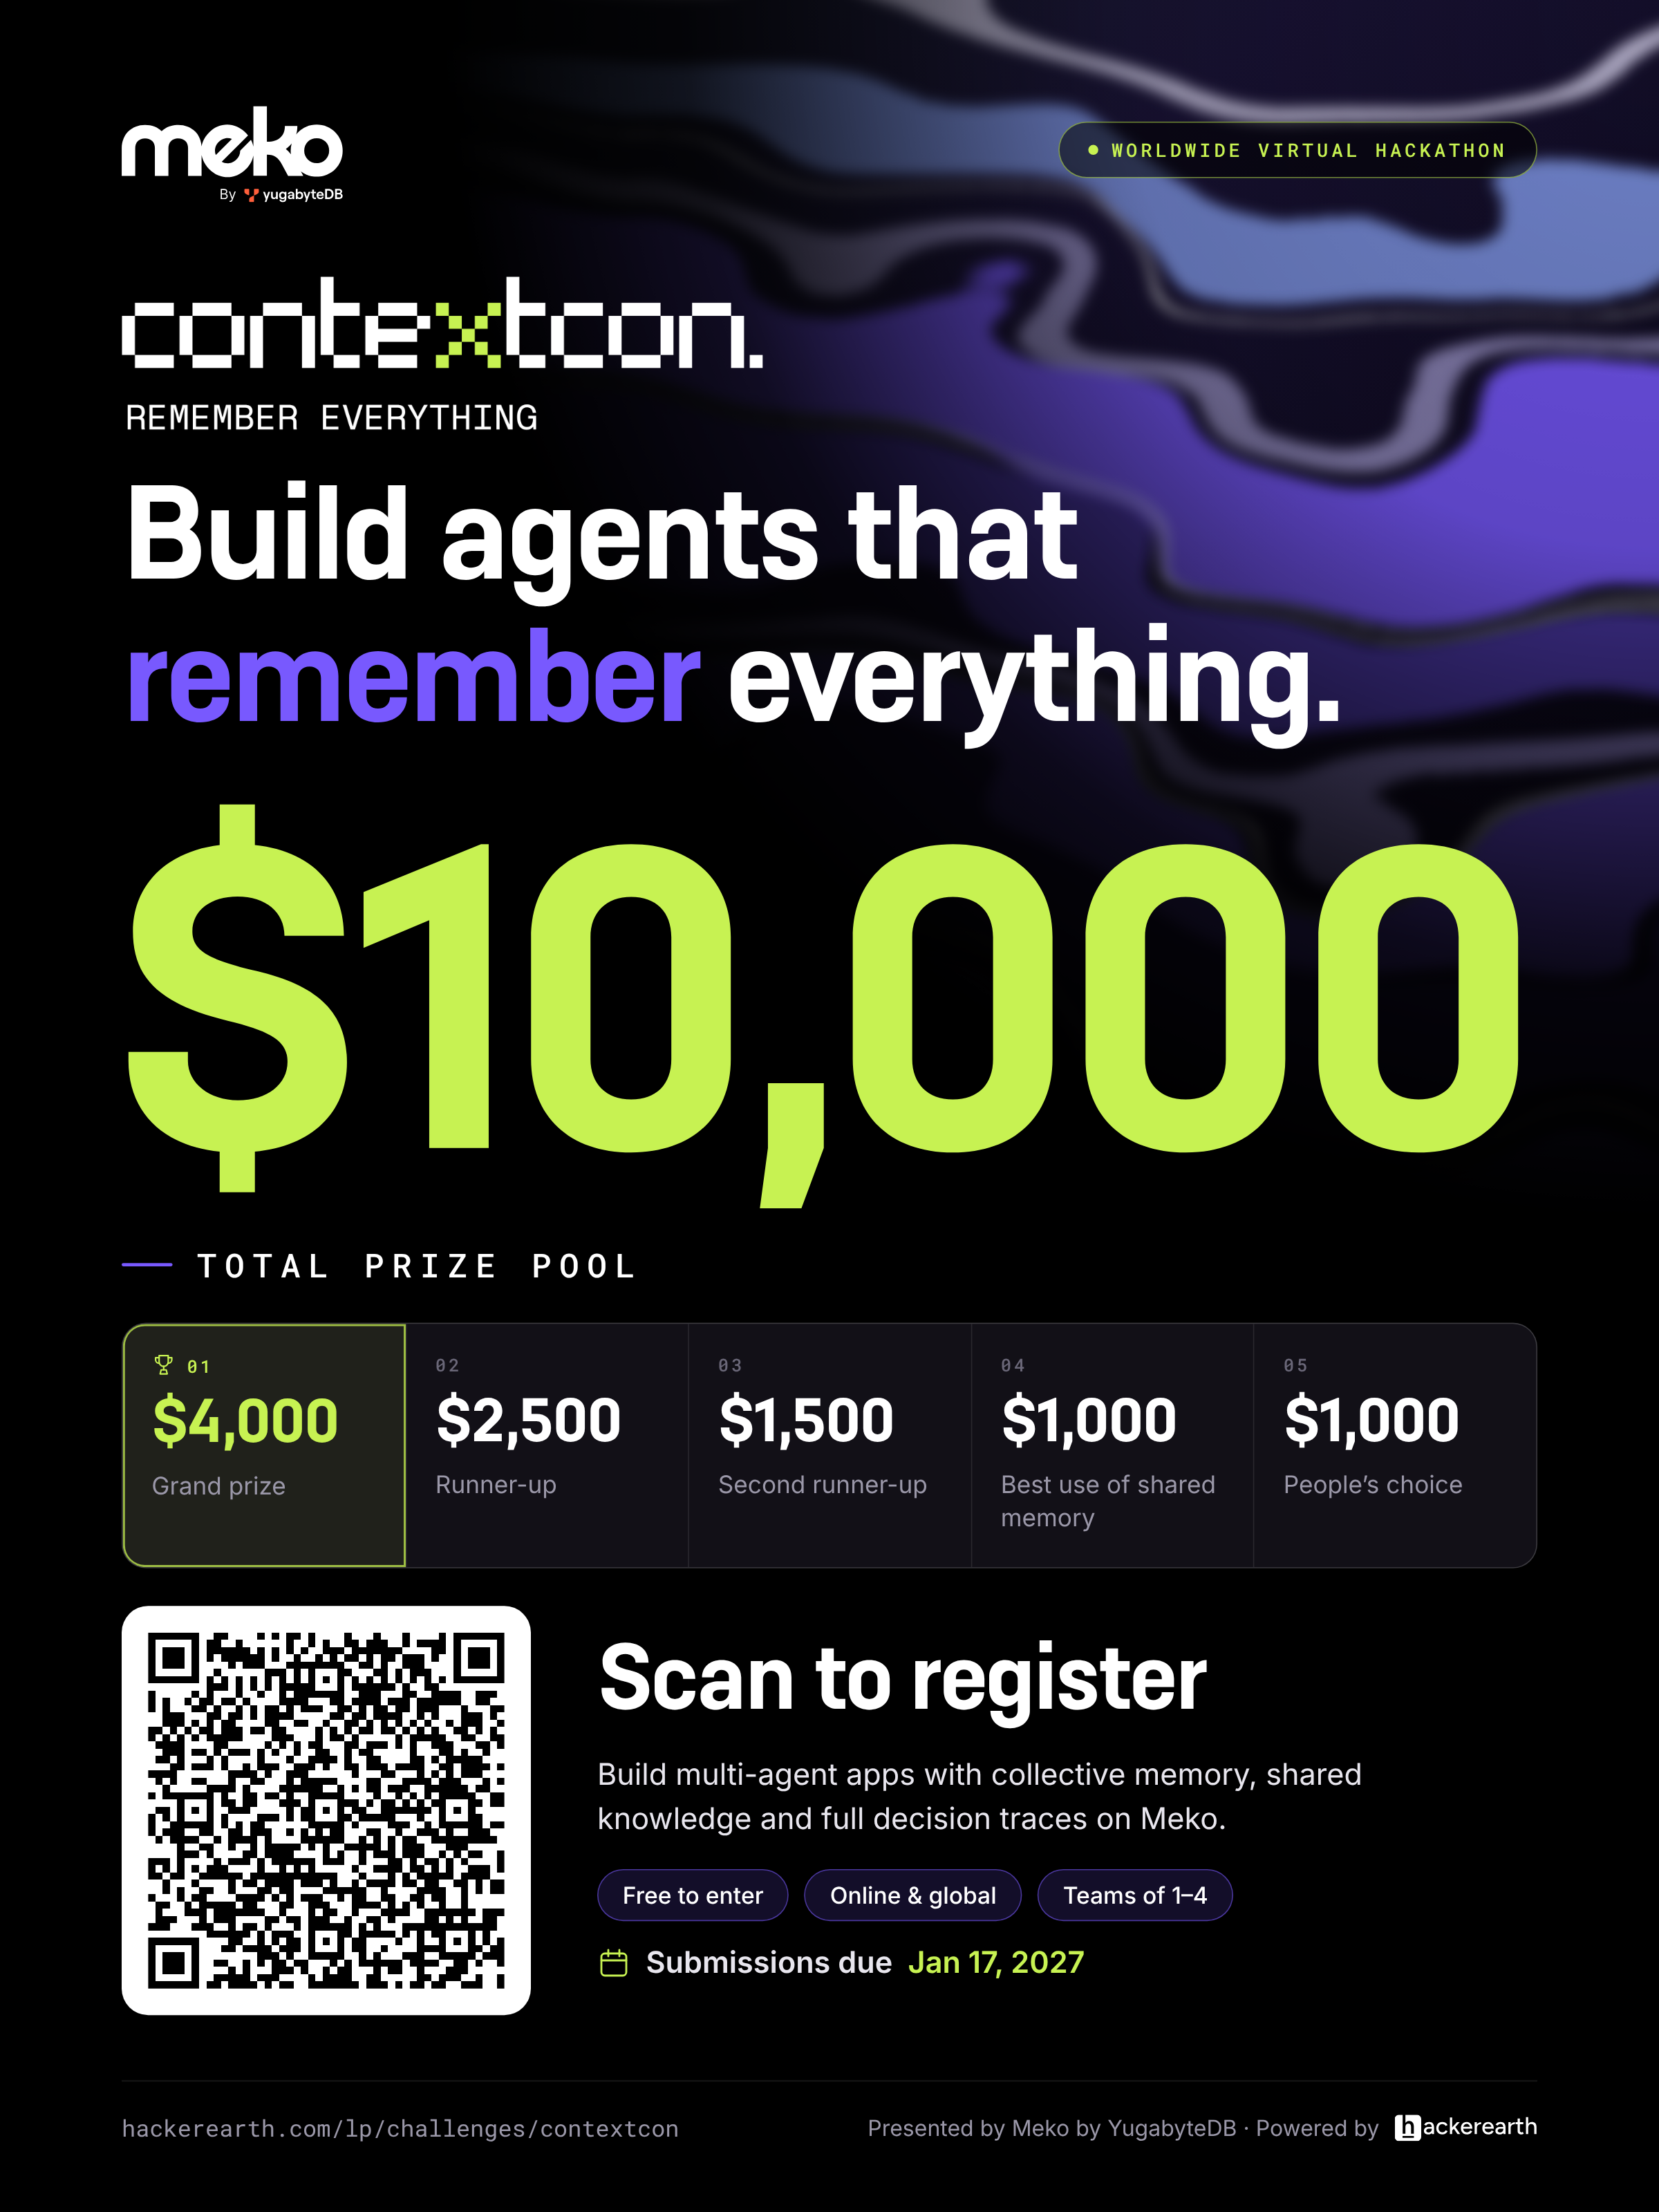 meko
By yugabyteDB
WORLDWIDE VIRTUAL HACKATHON
contextcon.
REMEMBER EVERYTHING
Build agents that
remember everything.
$10,000
TOTAL PRIZE POOL
01
$4,000
Grand prize
02
$2,500
Runner-up
03
$1,500
Second runner-up
04
$1,000
Best use of shared
memory
05
$1,000
People’s choice
Scan to register
Build multi-agent apps with collective memory, shared
knowledge and full decision traces on Meko.
Free to enter
Online & global
Teams of 1–4
Submissions due Jan 17, 2027
hackerearth.com/lp/challenges/contextcon
Presented by Meko by YugabyteDB · Powered by hackerearth